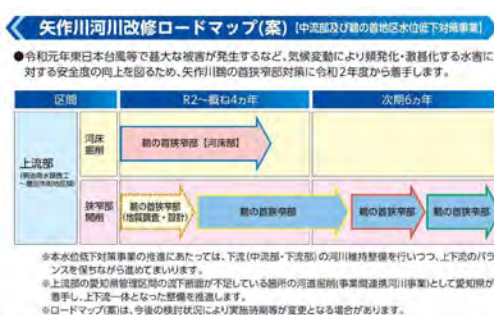 矢作川河川改修ロードマップ(案)【中流部及び鵜の首地区水位低下対策事業】
●令和元年東日本台風等で甚大な被害が発生するなど、気候変動により頻発化・激甚化する水害に
対する安全度の向上を図るため、矢作川鵜の首狭窄部対策に令和2年度から着手します。
区間 R2〜概ね4ヵ年 次期6ヵ年
上流部
河床
掘削
鵜の首狭窄部【河床部】
狭窄部
開削
鵜の首狭窄部
(地質調査・設計)
鵜の首狭窄部
鵜の首狭窄部
鵜の首狭窄部
※本水位低下対策事業の推進にあたっては、下流(中流部・下流部)の河川維持整備を行いつつ、上下流のバラ
ンスを保ちながら進めてまいります。
※上流部の愛知県管理区間の流下断面が不足している箇所の河道掘削(事業間連携河川事業)として愛知県が
着手し、上下流一体となった整備を推進します。
※ロードマップ(案)は、今後の検討状況により実施時期等が変更となる場合があります。